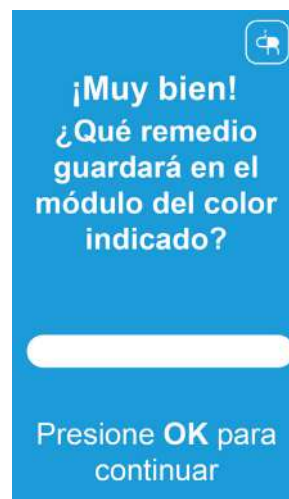 ¡Muy bien!
¿Qué remedio
guardará en el
módulo del color
indicado?
Presione OK para
continuar